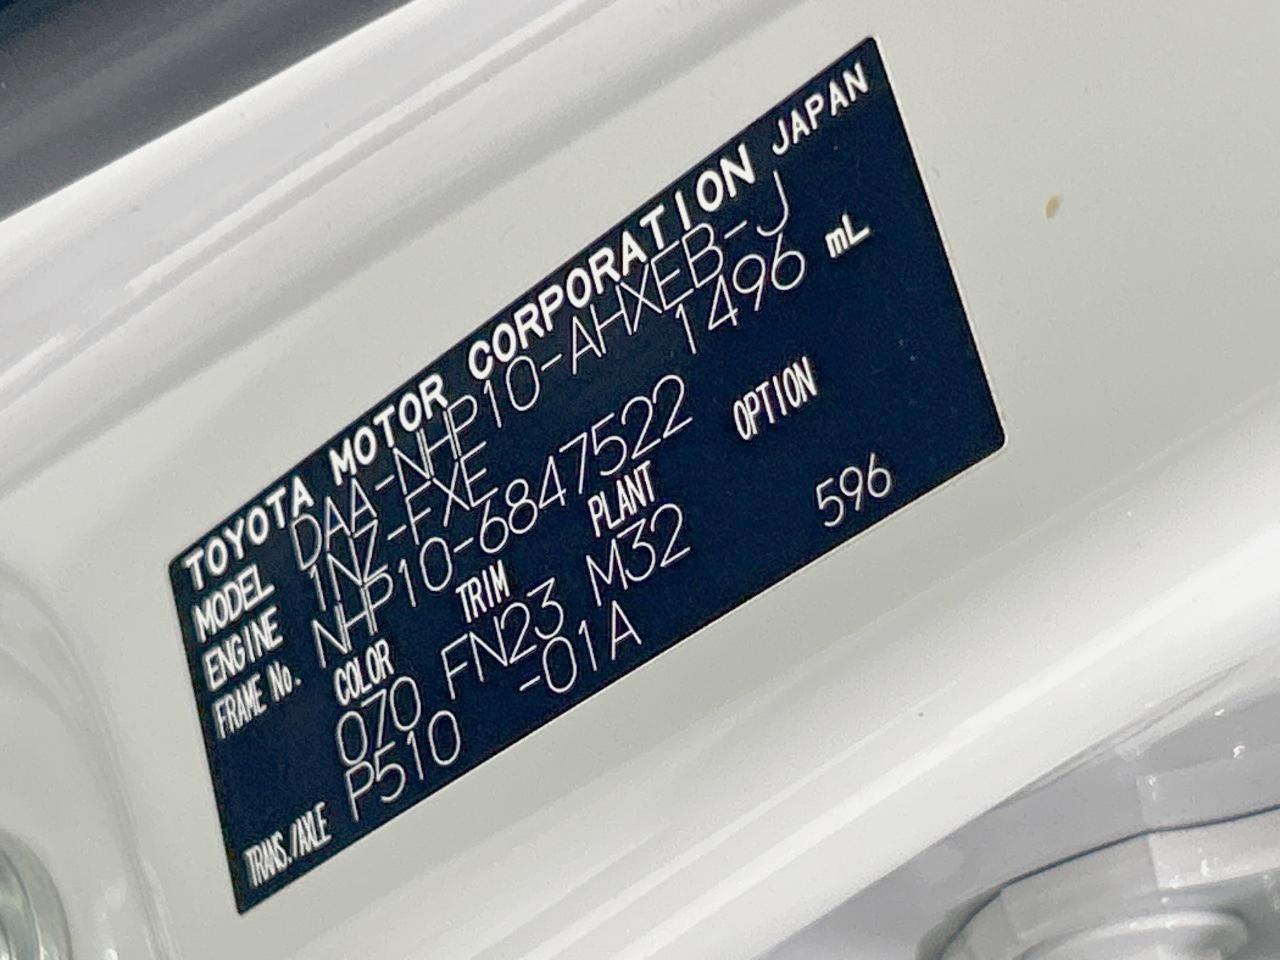 TOYOTA MOTOR CORPORATION JAPAN
MODEL DAA-NHP10-AHXEB-J
ENGINE 1NZ-FXE 1496 mL
FRAME No. NHP10-6847522
COLOR TRIM PLANT OPTION
070 FN23 M32 596
TRANS./AXLE P510 -01A